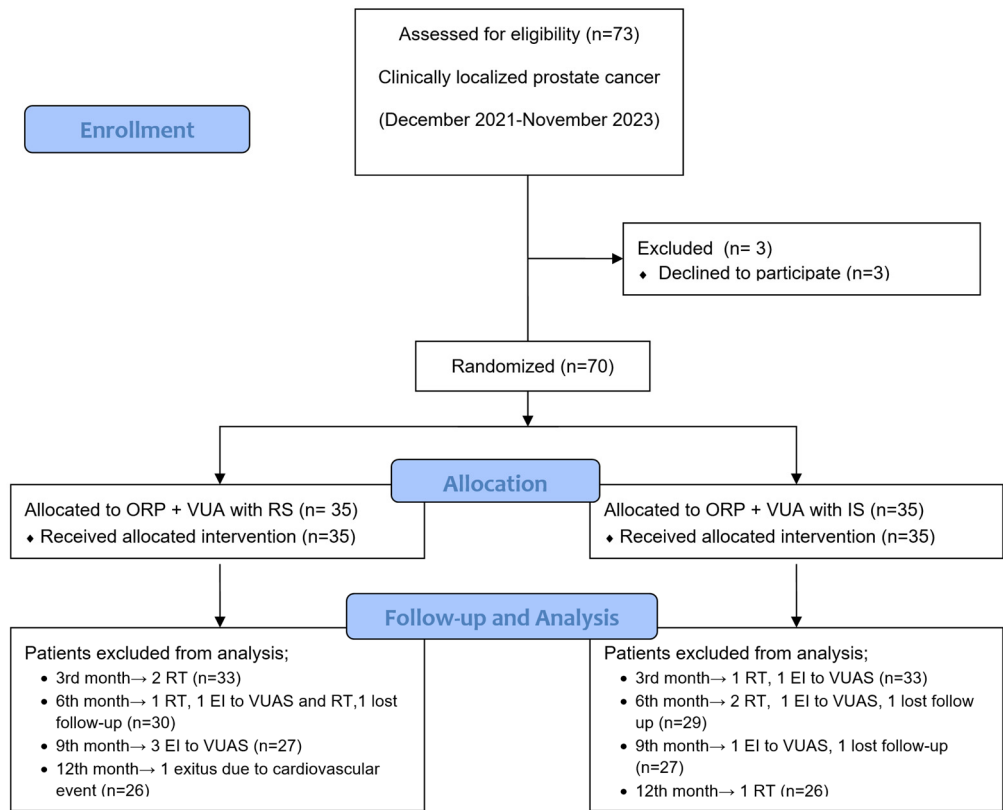 Assessed for eligibility (n=73)
Clinically localized prostate cancer
(December 2021-November 2023)
Enrollment
Excluded (n= 3)
⬧ Declined to participate (n=3)
Randomized (n=70)
Allocation
Allocated to ORP + VUA with RS (n= 35)
⬧ Received allocated intervention (n=35)
Allocated to ORP + VUA with IS (n=35)
⬧ Received allocated intervention (n=35)
Follow-up and Analysis
Patients excluded from analysis;
• 3rd month→ 2 RT (n=33)
• 6th month→ 1 RT, 1 EI to VUAS and RT,1 lost
follow-up (n=30)
• 9th month→ 3 EI to VUAS (n=27)
• 12th month→ 1 exitus due to cardiovascular
event (n=26)
Patients excluded from analysis;
• 3rd month→ 1 RT, 1 EI to VUAS (n=33)
• 6th month→ 2 RT, 1 EI to VUAS, 1 lost follow
up (n=29)
• 9th month→ 1 EI to VUAS, 1 lost follow-up
(n=27)
• 12th month→ 1 RT (n=26)